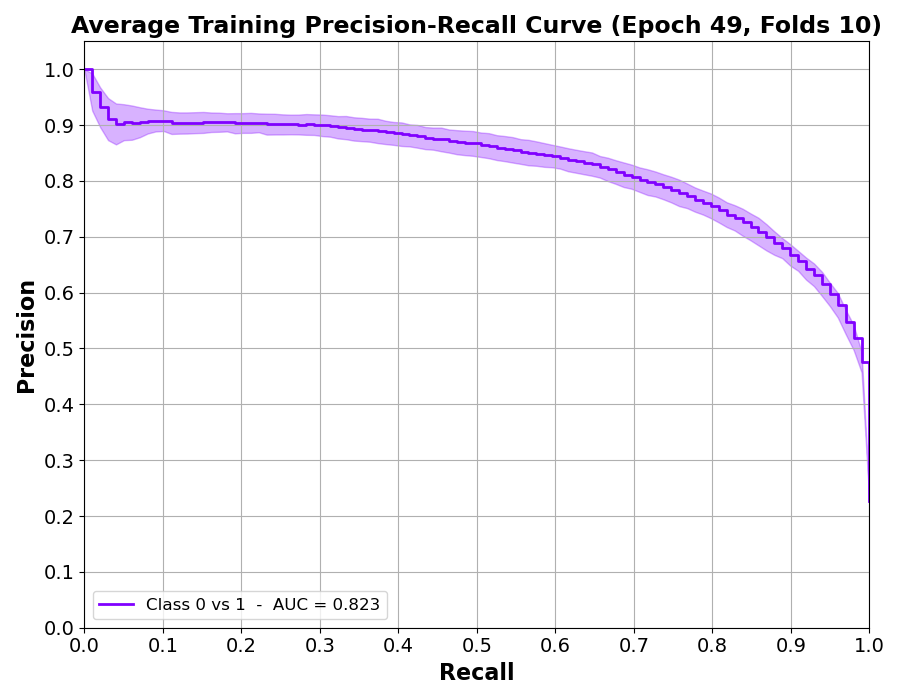 Average Training Precision-Recall Curve (Epoch 49, Folds 10)
1.0
0.9
0.8
0.7
0.6
0.5
0.4
0.3
0.2
0.1
0.0
Precision
Class 0 vs 1 - AUC = 0.823
0.0 0.1 0.2 0.3 0.4 0.5 0.6 0.7 0.8 0.9 1.0
Recall